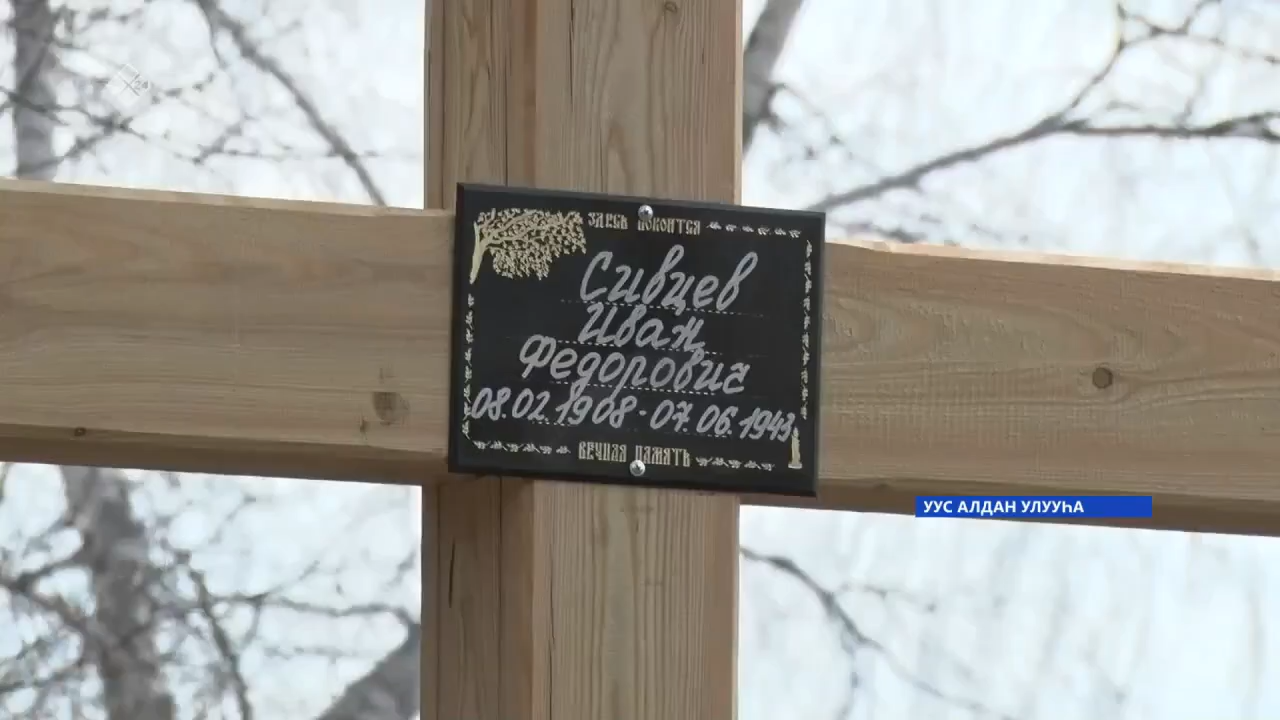 ЗДЕСЬ ПОКОИТСЯ
Сивцев
Иван
Федорович
08.02.1908-07.06.1943
ВЕЧНАЯ ПАМЯТЬ
УУС АЛДАН УЛУУҺА